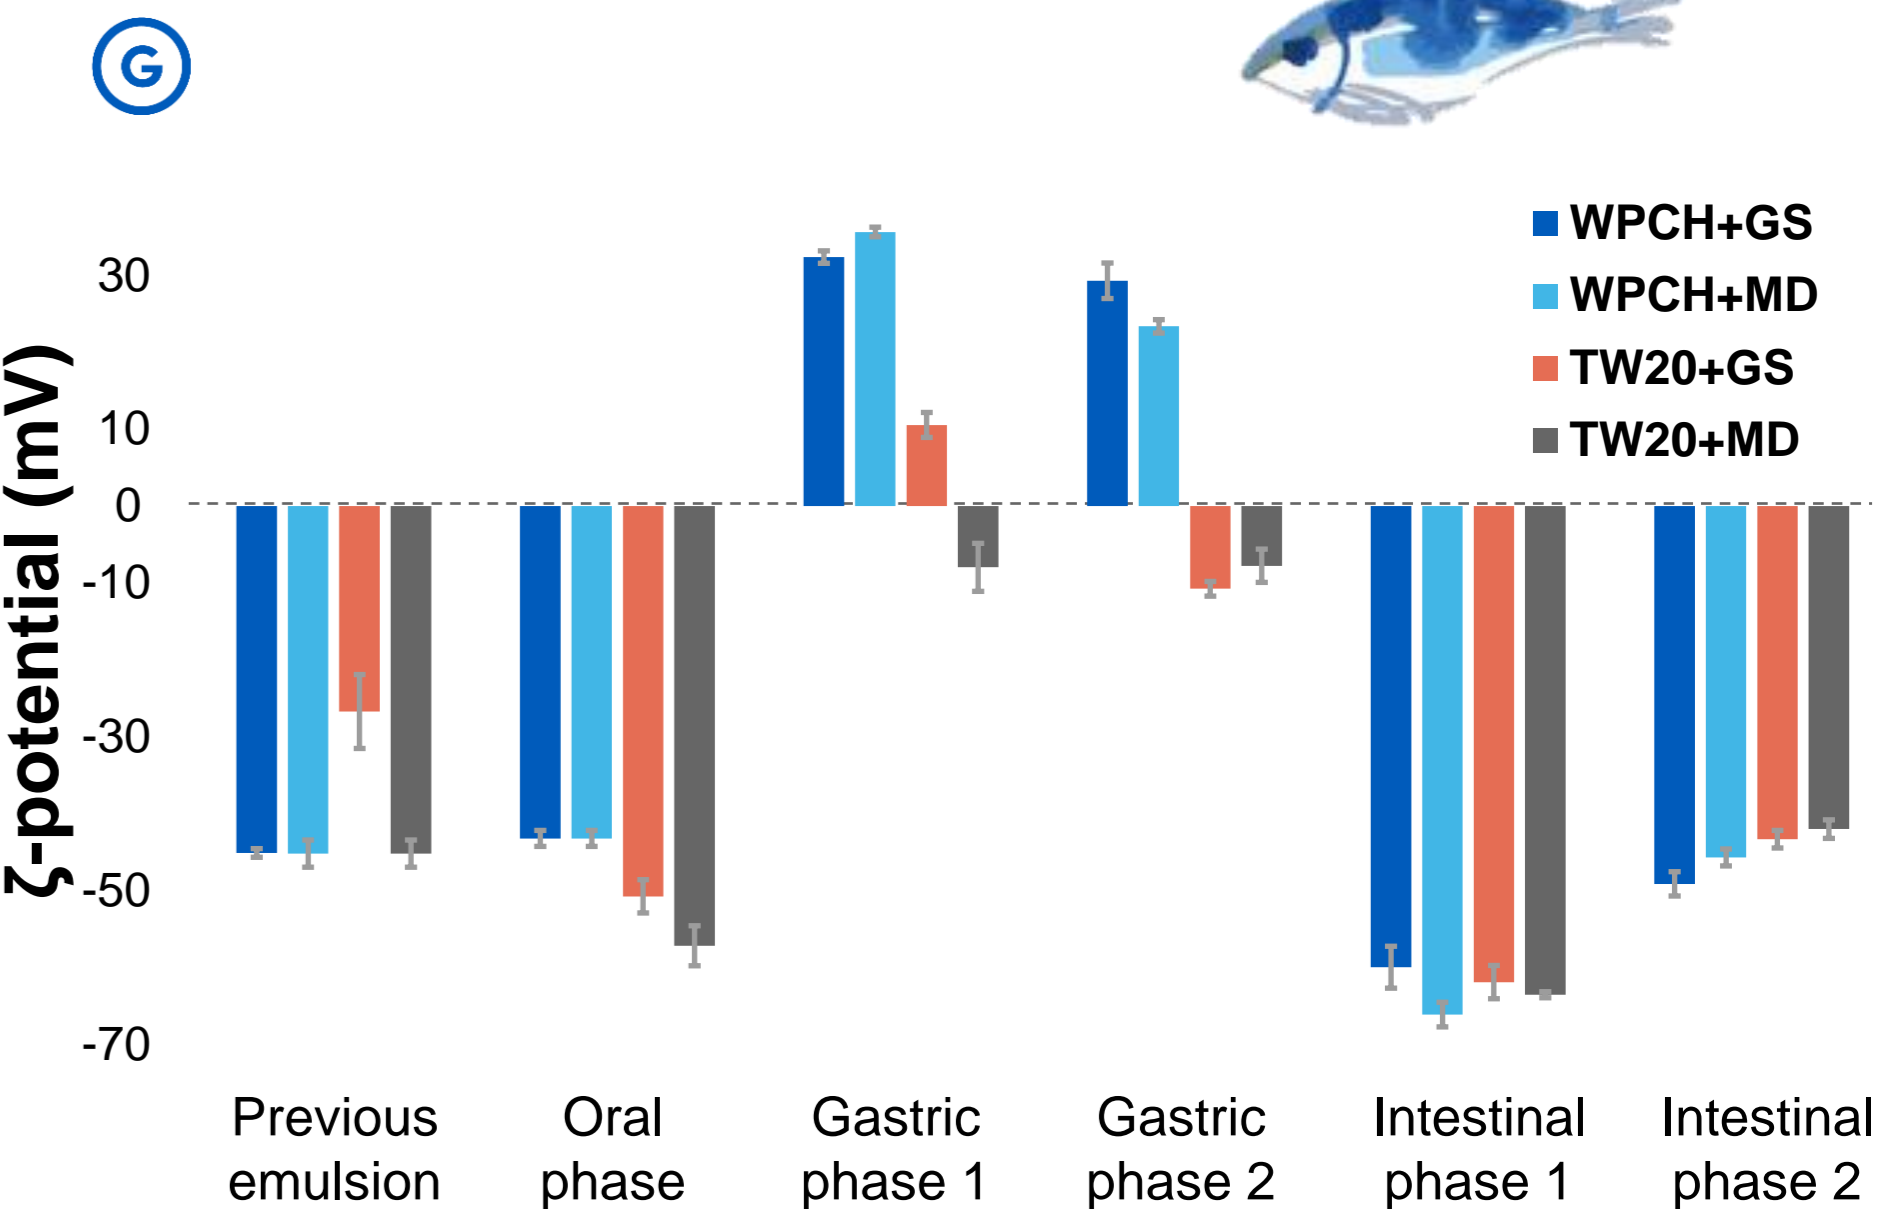 G
WPCH+GS
WPCH+MD
TW20+GS
TW20+MD
ζ-potential (mV)
30
10
0
-10
-30
-50
-70
Previous emulsion
Oral phase
Gastric phase 1
Gastric phase 2
Intestinal phase 1
Intestinal phase 2